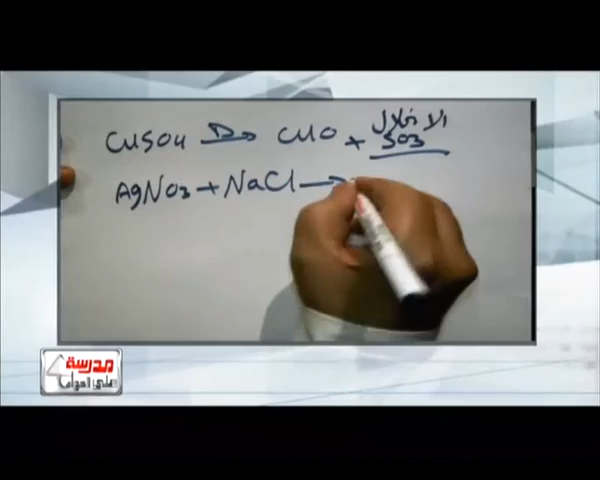 الانحلال
CuSO4 → CuO + SO3
AgNO3 + NaCl →
مدرسة
على الهواء